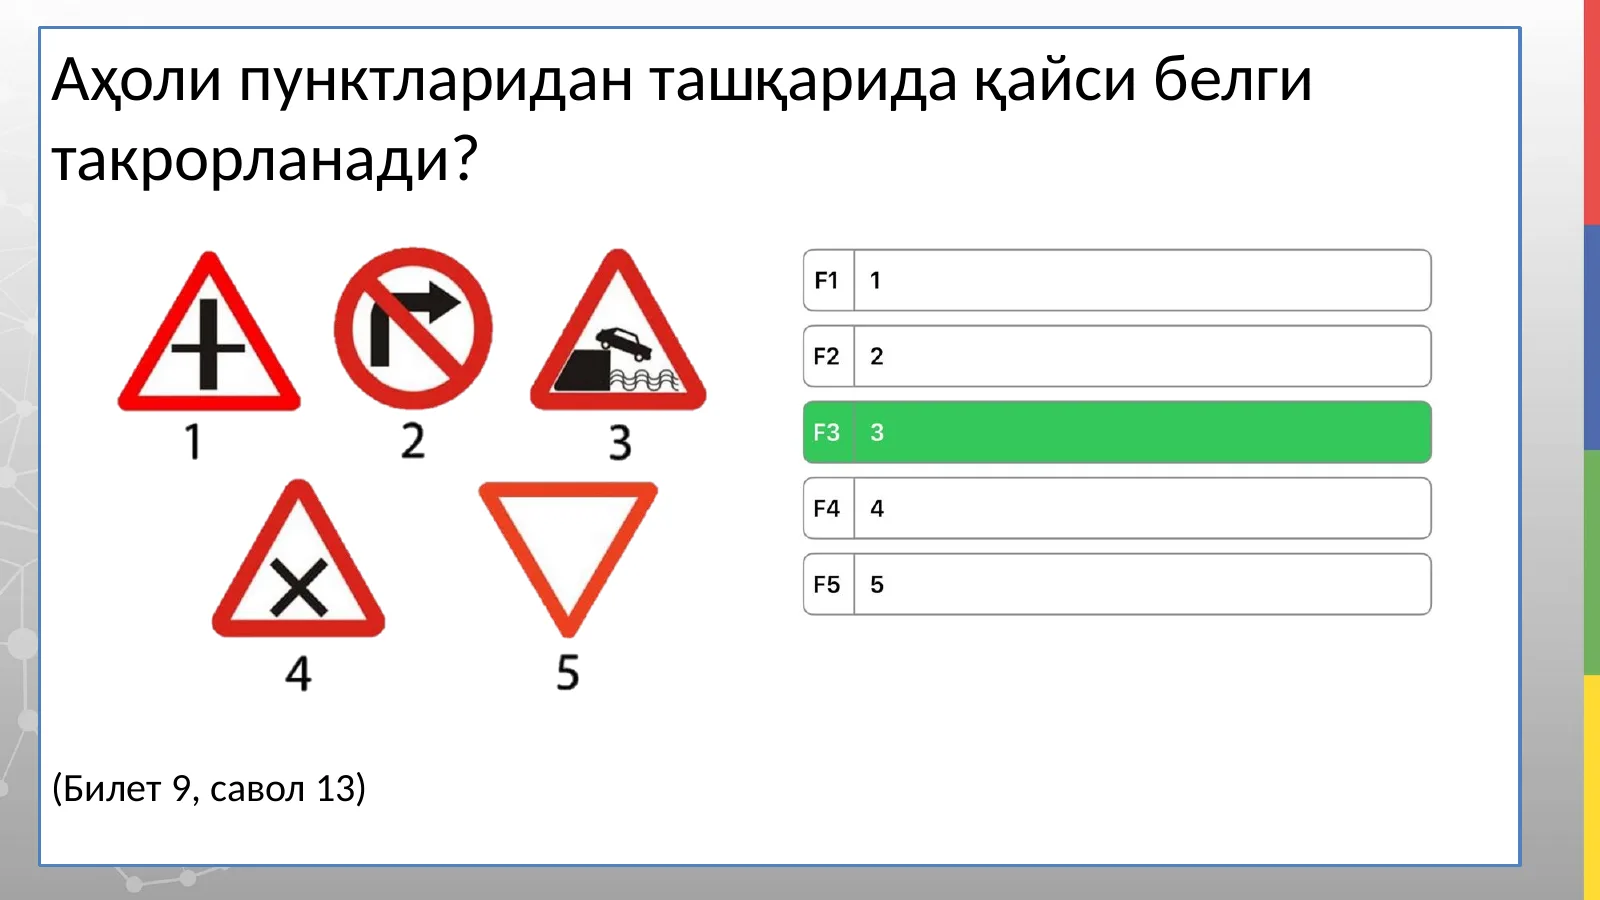 Аҳоли пунктларидан ташқарида қайси белги
такрорланади?
1
2
3
4
5
F1 1
F2 2
F3 3
F4 4
F5 5
(Билет 9, савол 13)